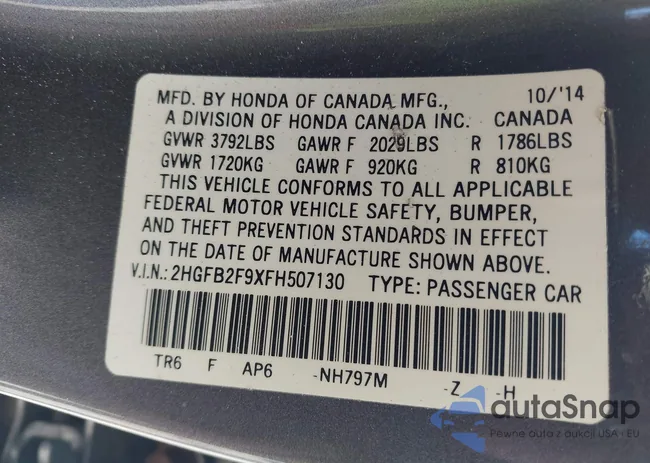 MFD. BY HONDA OF CANADA MFG., 10/'14
A DIVISION OF HONDA CANADA INC. CANADA
GVWR 3792LBS GAWR F 2029LBS R 1786LBS
GVWR 1720KG GAWR F 920KG R 810KG
THIS VEHICLE CONFORMS TO ALL APPLICABLE
FEDERAL MOTOR VEHICLE SAFETY, BUMPER,
AND THEFT PREVENTION STANDARDS IN EFFECT
ON THE DATE OF MANUFACTURE SHOWN ABOVE.
V.I.N.: 2HGFB2F9XFH507130 TYPE: PASSENGER CAR
TR6 F AP6 -NH797M -Z -H
autaSnap
Pewne auta z aukcji USA i EU